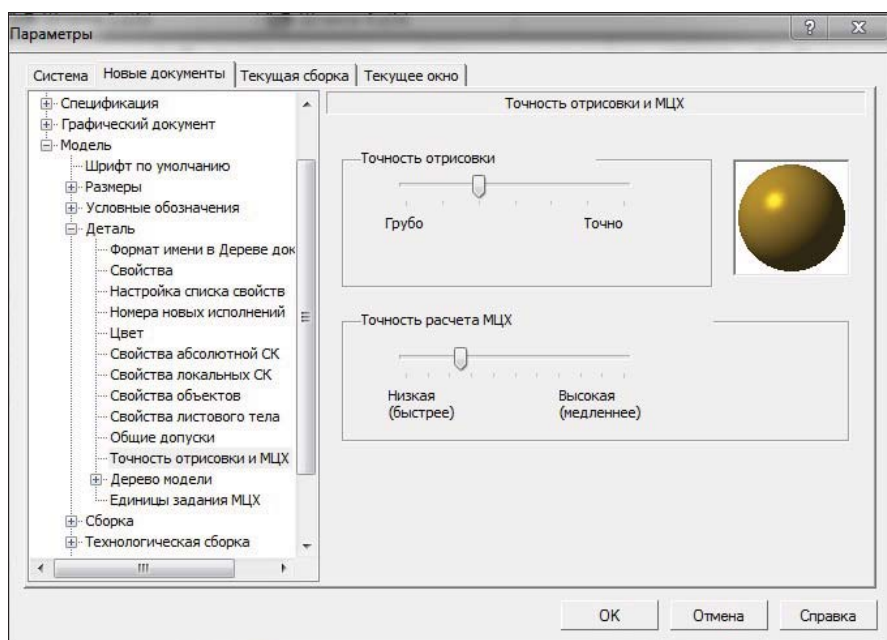 Параметры
Система Новые документы Текущая сборка Текущее окно
Спецификация
Графический документ
Модель
Шрифт по умолчанию
Размеры
Условные обозначения
Деталь
Формат имени в Дереве док
Свойства
Настройка списка свойств
Номера новых исполнений
Цвет
Свойства абсолютной СК
Свойства локальных СК
Свойства объектов
Свойства листового тела
Общие допуски
Точность отрисовки и МЦХ
Дерево модели
Единицы задания МЦХ
Сборка
Технологическая сборка
Точность отрисовки и МЦХ
Точность отрисовки
Грубо Точно
Точность расчета МЦХ
Низкая Высокая
(быстрее) (медленнее)
OK Отмена Справка